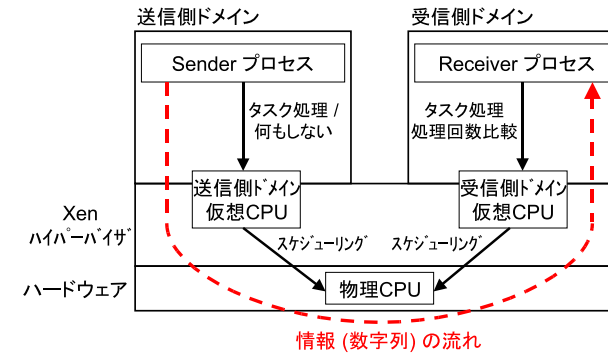 送信側ドメイン
受信側ドメイン
Sender プロセス
Receiver プロセス
タスク処理 /
何もしない
タスク処理
処理回数比較
送信側ﾄﾞﾒｲﾝ
仮想CPU
受信側ﾄﾞﾒｲﾝ
仮想CPU
Xen
ﾊｲﾊﾟｰﾊﾞｲｻﾞ
ｽｹｼﾞｭｰﾘﾝｸﾞ
ｽｹｼﾞｭｰﾘﾝｸﾞ
ハードウェア
物理CPU
情報 (数字列) の流れ